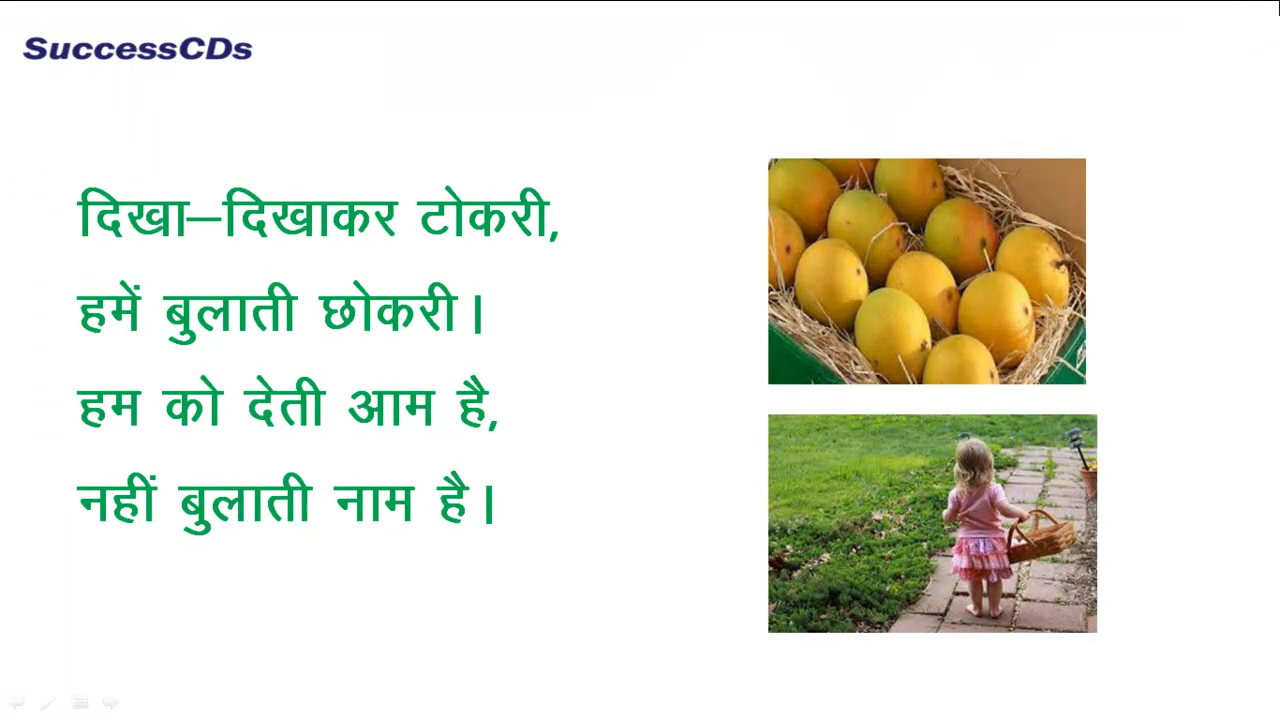 SuccessCDs
दिखा–दिखाकर टोकरी,
हमें बुलाती छोकरी।
हम को देती आम है,
नहीं बुलाती नाम है।